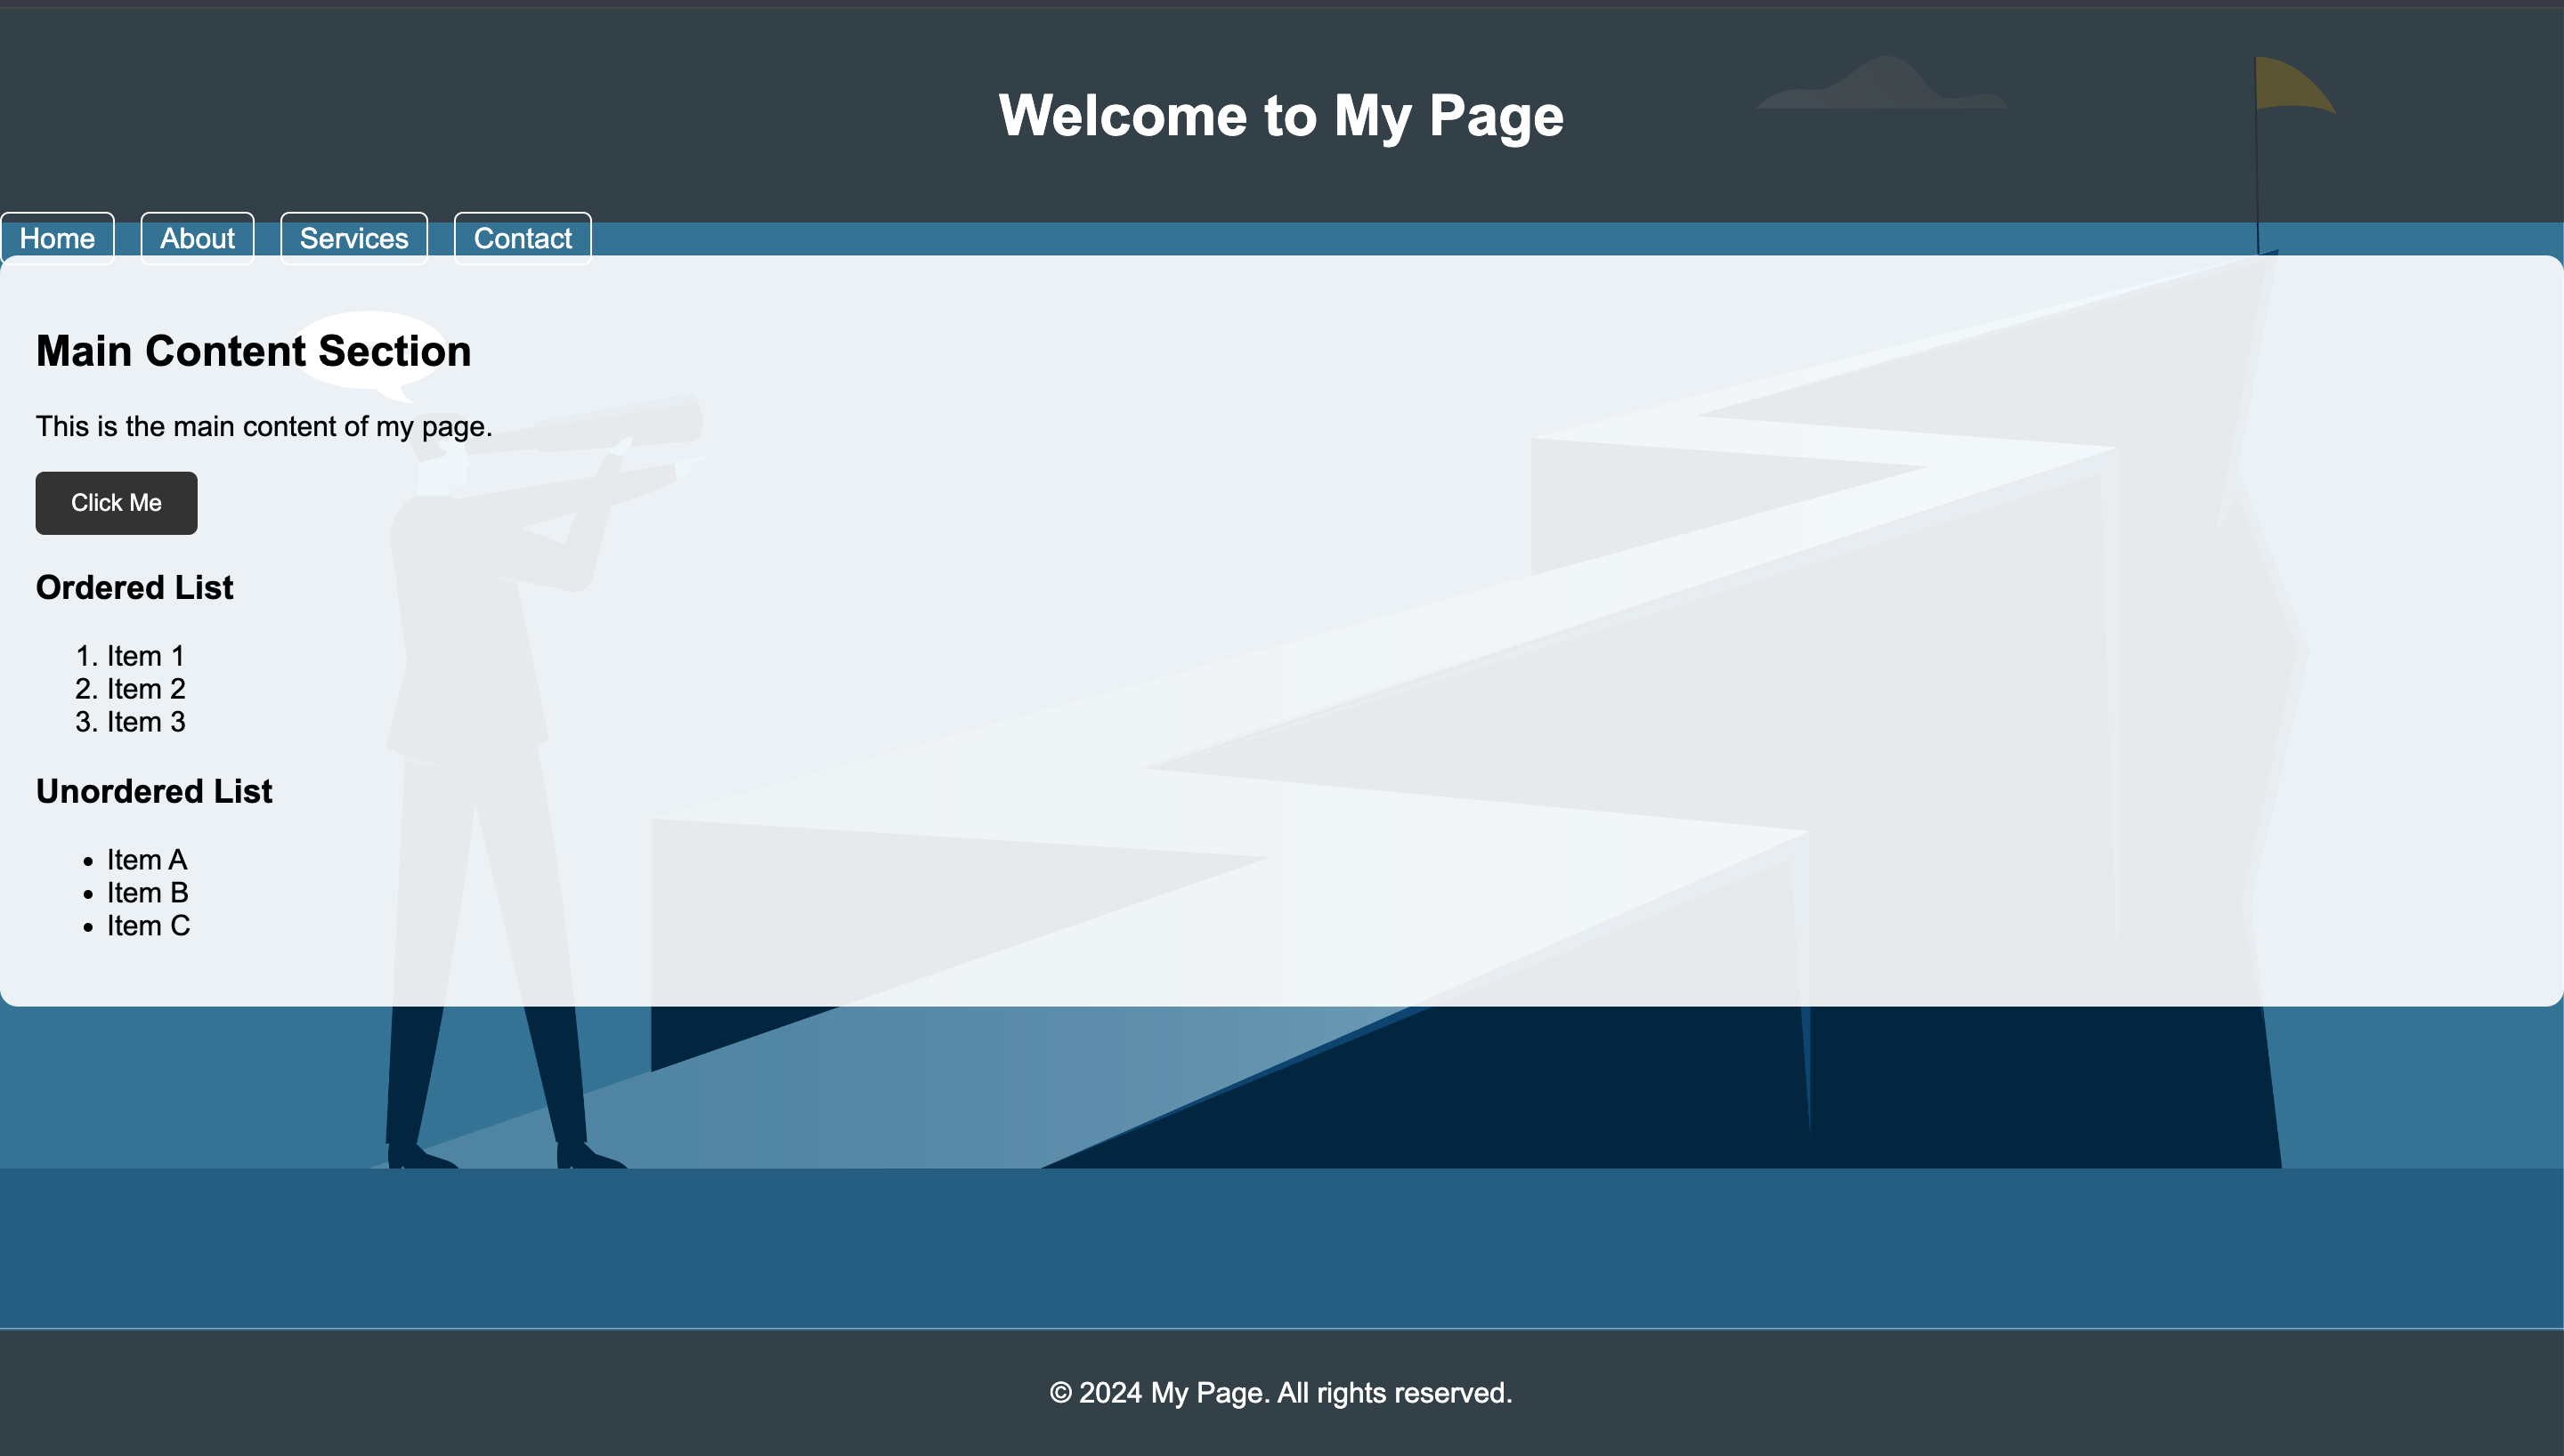 Welcome to My Page
Home About Services Contact
Main Content Section
This is the main content of my page.
Click Me
Ordered List
1. Item 1
2. Item 2
3. Item 3
Unordered List
• Item A
• Item B
• Item C
© 2024 My Page. All rights reserved.